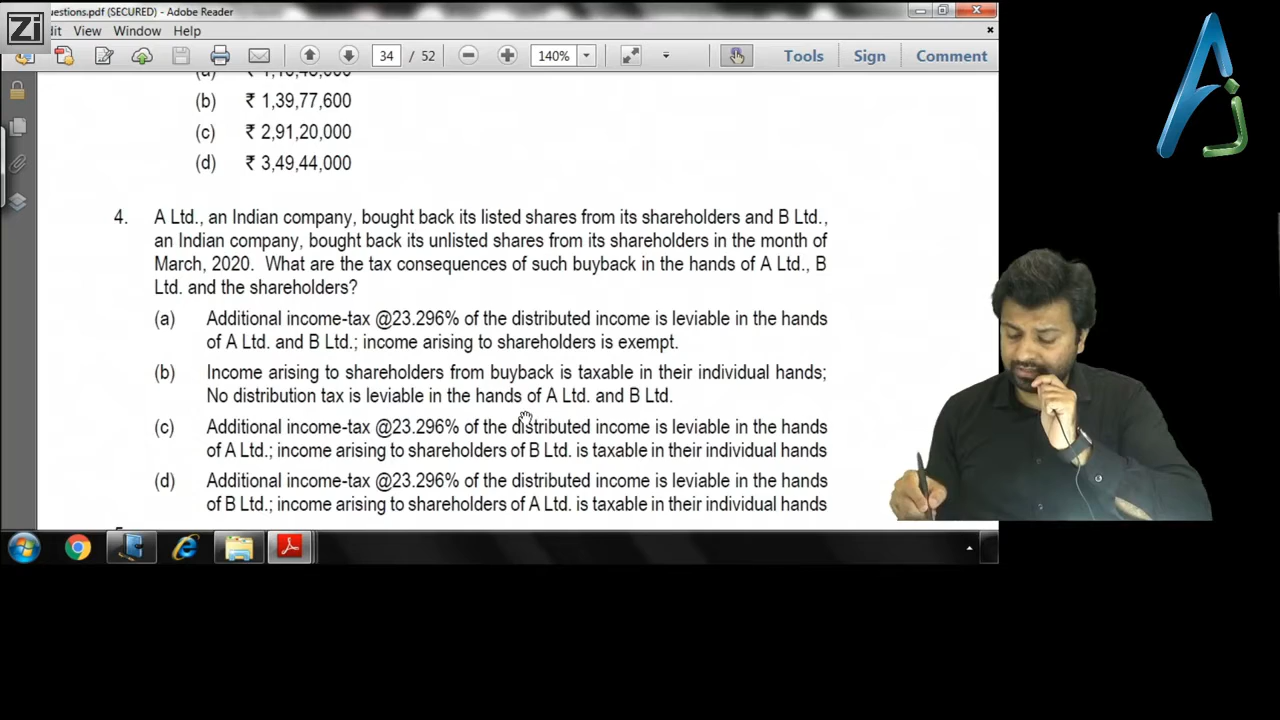 uestions.pdf (SECURED) - Adobe Reader
Zi
dit View Window Help
34 / 52
140%
Tools Sign Comment
(b) ₹ 1,39,77,600
(c) ₹ 2,91,20,000
(d) ₹ 3,49,44,000
4. A Ltd., an Indian company, bought back its listed shares from its shareholders and B Ltd.,
an Indian company, bought back its unlisted shares from its shareholders in the month of
March, 2020. What are the tax consequences of such buyback in the hands of A Ltd., B
Ltd. and the shareholders?
(a) Additional income-tax @23.296% of the distributed income is leviable in the hands
of A Ltd. and B Ltd.; income arising to shareholders is exempt.
(b) Income arising to shareholders from buyback is taxable in their individual hands;
No distribution tax is leviable in the hands of A Ltd. and B Ltd.
(c) Additional income-tax @23.296% of the distributed income is leviable in the hands
of A Ltd.; income arising to shareholders of B Ltd. is taxable in their individual hands
(d) Additional income-tax @23.296% of the distributed income is leviable in the hands
of B Ltd.; income arising to shareholders of A Ltd. is taxable in their individual hands